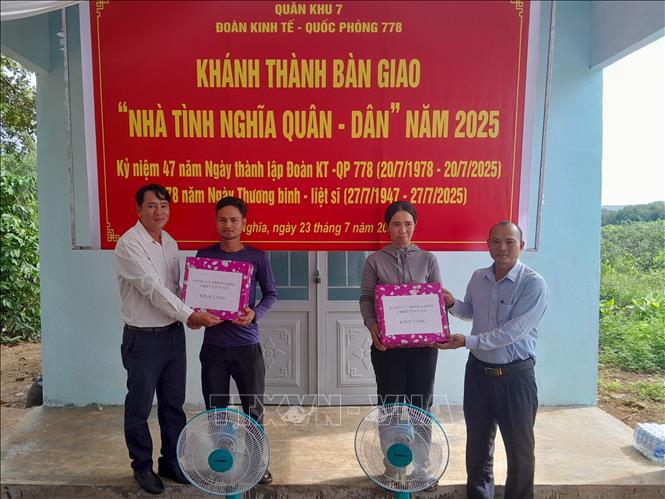 QUÂN KHU 7
ĐOÀN KINH TẾ - QUỐC PHÒNG 778
KHÁNH THÀNH BÀN GIAO
“NHÀ TÌNH NGHĨA QUÂN - DÂN” NĂM 2025
Kỷ niệm 47 năm Ngày thành lập Đoàn KT -QP 778 (20/7/1978 - 20/7/2025)
78 năm Ngày Thương binh - liệt sĩ (27/7/1947 - 27/7/2025)
Nghĩa, ngày 23 tháng 7 năm
KÍNH TẶNG
KÍNH TẶNG
TTXVN - VNA